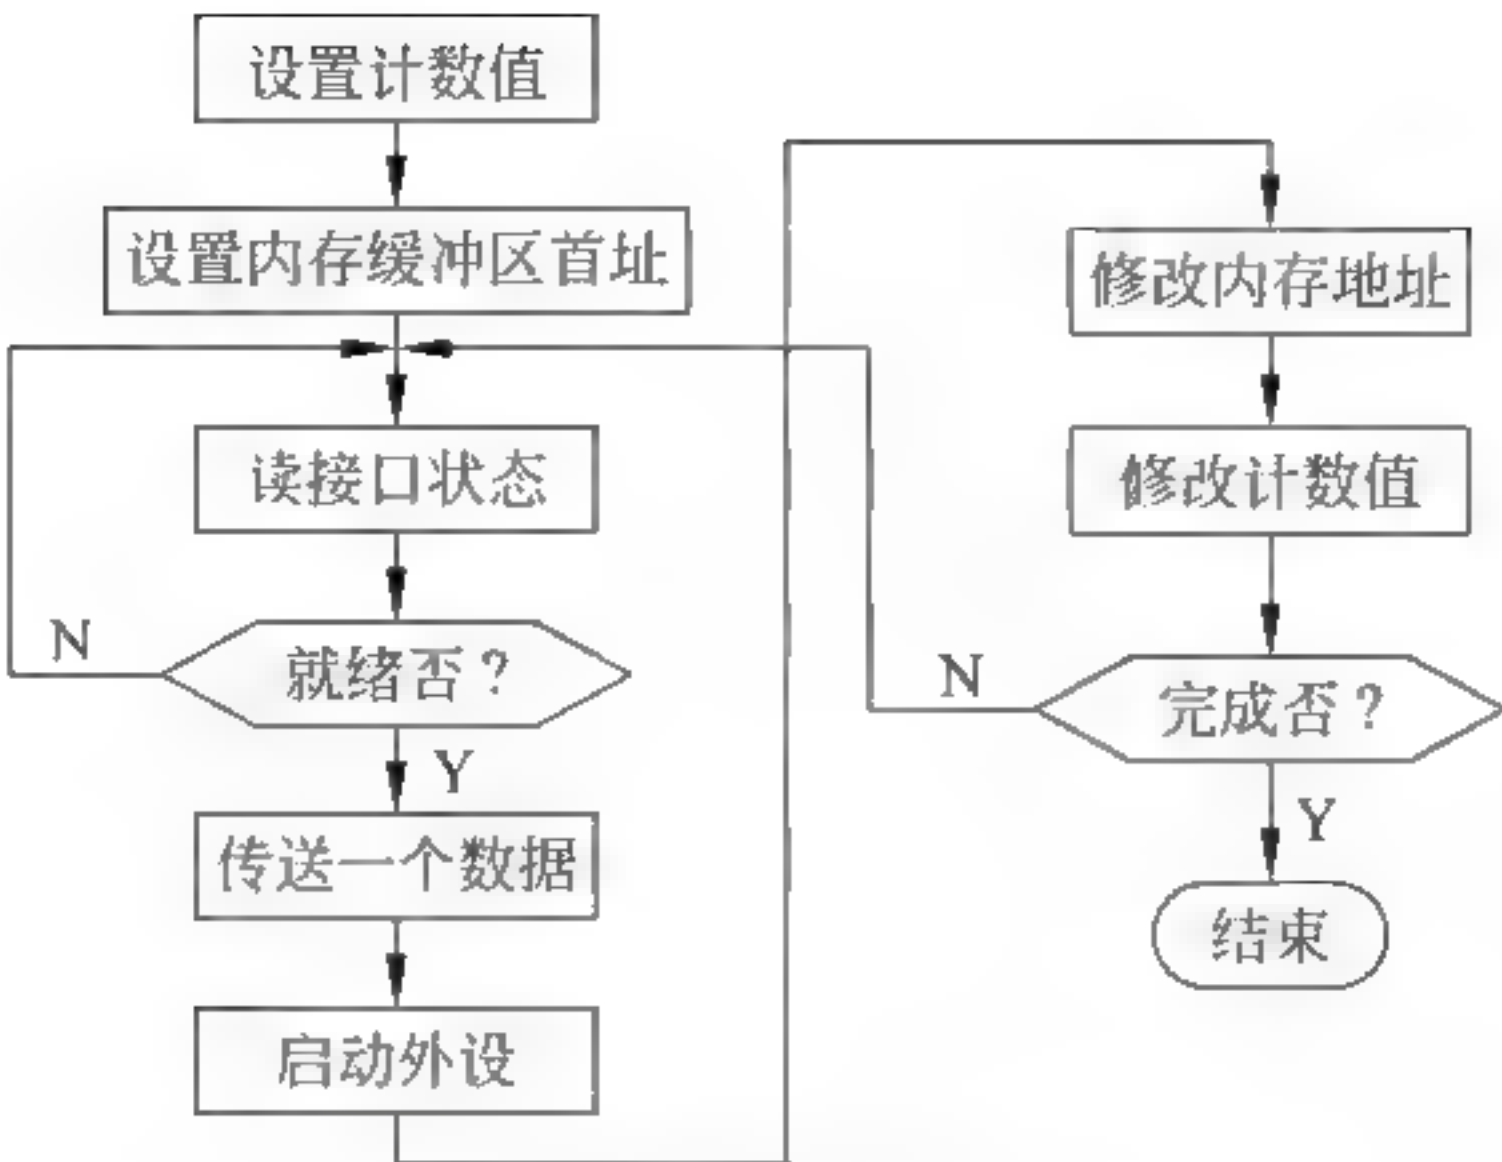 设置计数值
设置内存缓冲区首址
读接口状态
N
就绪否？
Y
传送一个数据
启动外设
修改内存地址
修改计数值
N
完成否？
Y
结束